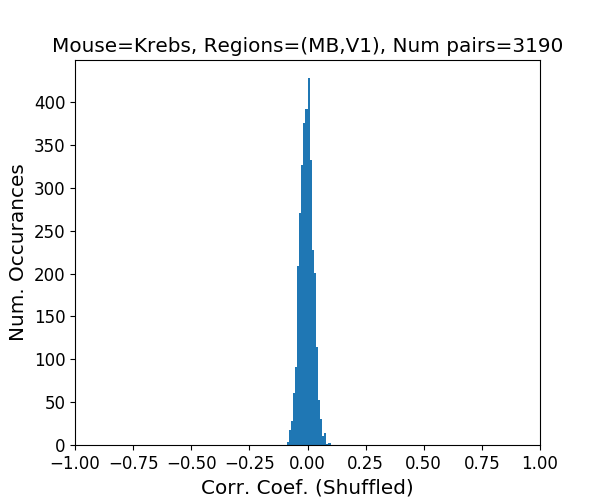 Mouse=Krebs, Regions=(MB,V1), Num pairs=3190
Num. Occurances
400
350
300
250
200
150
100
50
0
−1.00 −0.75 −0.50 −0.25 0.00 0.25 0.50 0.75 1.00
Corr. Coef. (Shuffled)